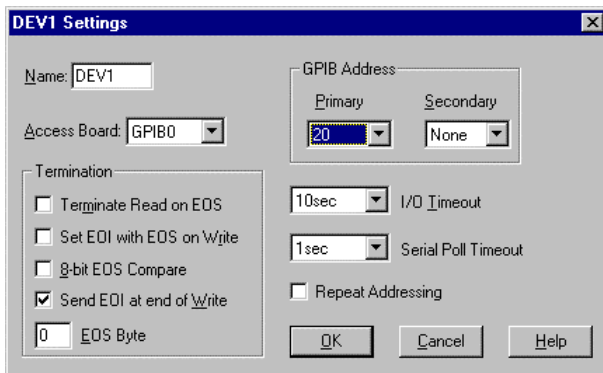 DEV1 Settings
Name: DEV1
Access Board: GPIB0
Termination
Terminate Read on EOS
Set EOI with EOS on Write
8-bit EOS Compare
Send EOI at end of Write
0 EOS Byte
GPIB Address
Primary Secondary
20 None
10sec I/O Timeout
1sec Serial Poll Timeout
Repeat Addressing
OK Cancel Help